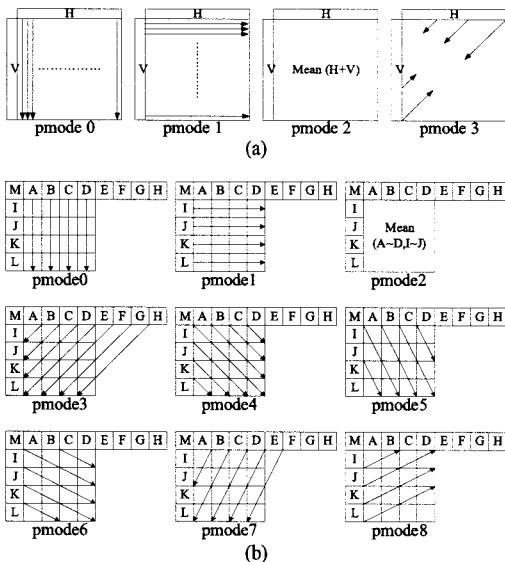 H H H H
V V V Mean (H+V) V
pmode 0 pmode 1 pmode 2 pmode 3
(a)
M A B C D E F G H M A B C D E F G H M A B C D E F G H
I I I
J J J Mean
K K K (A~D,I~J)
L L L
pmode0 pmode1 pmode2
M A B C D E F G H M A B C D E F G H M A B C D E F G H
I I I
J J J
K K K
L L L
pmode3 pmode4 pmode5
M A B C D E F G H M A B C D E F G H M A B C D E F G H
I I I
J J J
K K K
L L L
pmode6 pmode7 pmode8
(b)